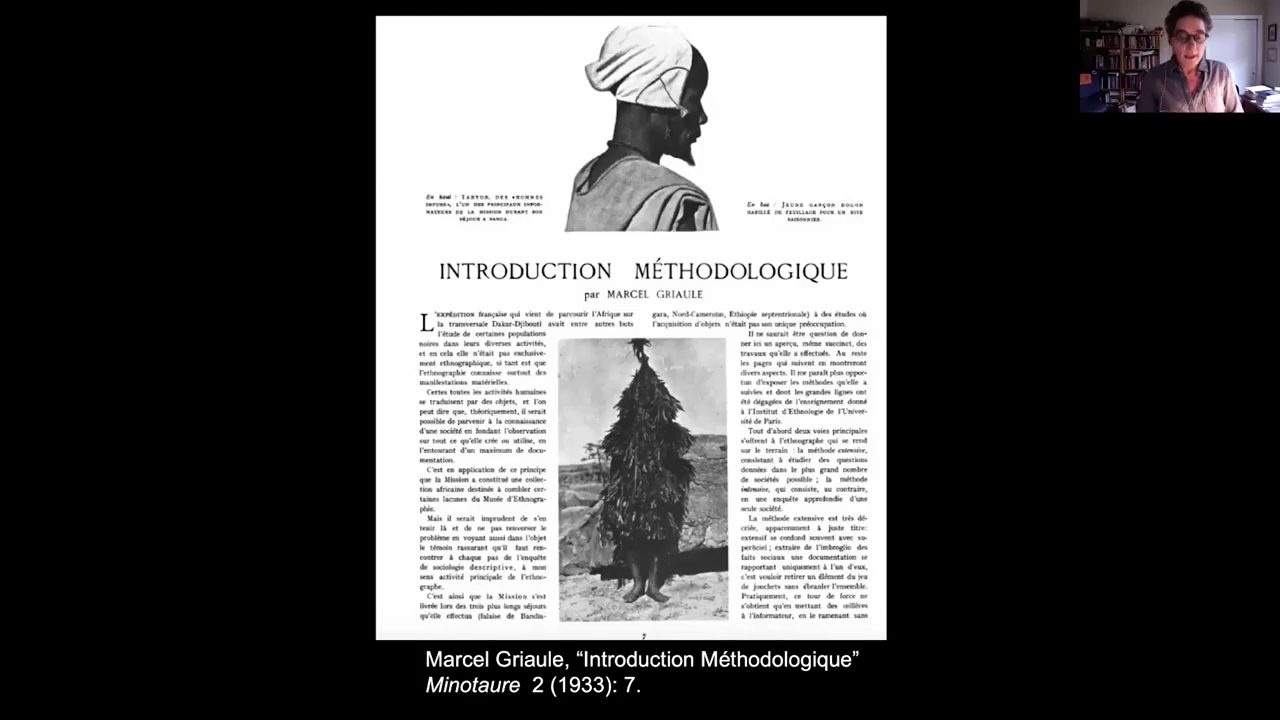 En haut : TABYON, DES «HOMMES
IMPURS», L'UN DES PRINCIPAUX INFOR-
MATEURS DE LA MISSION DURANT SON
SÉJOUR A SANGA.
En bas : JEUNE GARÇON DOGON
HABILLÉ DE FEUILLAGE POUR UN RITE
SAISONNIER.
INTRODUCTION MÉTHODOLOGIQUE
par MARCEL GRIAULE
L'EXPÉDITION française qui vient de parcourir l'Afrique sur
la transversale Dakar-Djibouti avait entre autres buts
l'étude de certaines populations
noires dans leurs diverses activités,
et en cela elle n'était pas exclusive-
ment ethnographique, si tant est que
l'ethnographie connaisse surtout des
manifestations matérielles.
Certes toutes les activités humaines
se traduisent par des objets, et l'on
peut dire que, théoriquement, il serait
possible de parvenir à la connaissance
d'une société en fondant l'observation
sur tout ce qu'elle crée ou utilise, en
l'entourant d'un maximum de docu-
mentation.
C'est en application de ce principe
que la Mission a constitué une collec-
tion africaine destinée à combler cer-
taines lacunes du Musée d'Ethnogra-
phie.
Mais il serait imprudent de s'en
tenir là et de ne pas renverser le
problème en voyant aussi dans l'objet
le témoin rassurant qu'il faut ren-
contrer à chaque pas de l'enquête
de sociologie descriptive, à mon
sens activité principale de l'ethno-
graphe.
C'est ainsi que la Mission s'est
livrée lors des trois plus longs séjours
qu'elle effectua (falaise de Bandia-
gara, Nord-Cameroun, Ethiopie septentrionale) à des études où
l'acquisition d'objets n'était pas son unique préoccupation.
Il ne saurait être question de don-
ner ici un aperçu, même succinct, des
travaux qu'elle a effectués. Au reste
les pages qui suivent en montreront
divers aspects. Il me paraît plus oppor-
tun d'exposer les méthodes qu'elle a
suivies et dont les grandes lignes ont
été dégagées de l'enseignement donné
à l'Institut d'Ethnologie de l'Univer-
sité de Paris.
Tout d'abord deux voies principales
s'offrent à l'ethnographe qui se rend
sur le terrain : la méthode extensive,
consistant à étudier des questions
données dans le plus grand nombre
de sociétés possible ; la méthode
intensive, qui consiste, au contraire,
en une enquête approfondie d'une
seule société.
La méthode extensive est très dé-
criée, apparemment à juste titre:
extensif se confond souvent avec su-
perficiel ; extraire de l'imbroglio des
faits sociaux une documentation se
rapportant uniquement à l'un d'eux,
c'est vouloir retirer un élément du jeu
de jonchets sans ébranler l'ensemble.
Pratiquement, ce tour de force ne
s'obtient qu'en mettant des œillères
à l'informateur, en le ramenant sans
7
Marcel Griaule, “Introduction Méthodologique”
Minotaure 2 (1933): 7.